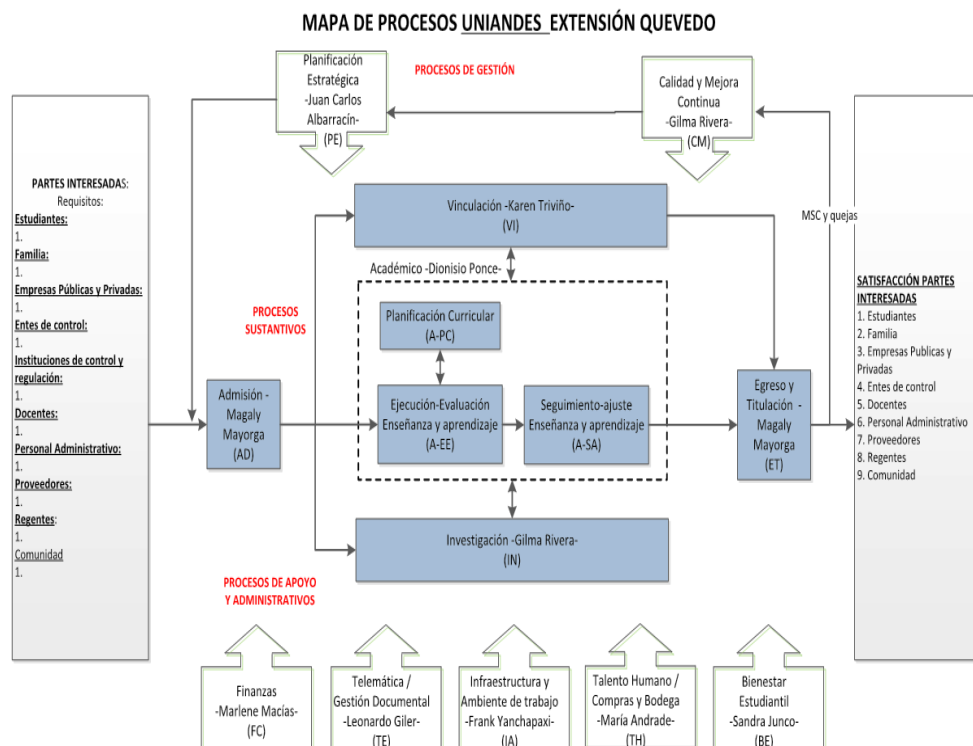 MAPA DE PROCESOS UNIANDES EXTENSIÓN QUEVEDO
Planificación
Estratégica
-Juan Carlos
Albarracín-
(PE)
PROCESOS DE GESTIÓN
Calidad y Mejora
Continua
-Gilma Rivera-
(CM)
PARTES INTERESADAS:
Requisitos:
Estudiantes:
1.
Familia:
1.
Empresas Públicas y Privadas:
1.
Entes de control:
1.
Instituciones de control y
regulación:
1.
Docentes:
1.
Personal Administrativo:
1.
Proveedores:
1.
Regentes:
1.
Comunidad
1.
Vinculación -Karen Triviño-
(VI)
MSC y quejas
Académico -Dionisio Ponce-
PROCESOS
SUSTANTIVOS
Planificación Curricular
(A-PC)
Admisión -
Magaly
Mayorga
(AD)
Ejecución-Evaluación
Enseñanza y aprendizaje
(A-EE)
Seguimiento-ajuste
Enseñanza y aprendizaje
(A-SA)
Egreso y
Titulación -
Magaly
Mayorga
(ET)
Investigación -Gilma Rivera-
(IN)
SATISFACCIÓN PARTES
INTERESADAS
1. Estudiantes
2. Familia
3. Empresas Publicas y
Privadas
4. Entes de control
5. Docentes
6. Personal Administrativo
7. Proveedores
8. Regentes
9. Comunidad
PROCESOS DE APOYO
Y ADMINISTRATIVOS
Finanzas
-Marlene Macías-
(FC)
Telemática /
Gestión Documental
-Leonardo Giler-
(TE)
Infraestructura y
Ambiente de trabajo
-Frank Yanchapaxi-
(IA)
Talento Humano /
Compras y Bodega
-María Andrade-
(TH)
Bienestar
Estudiantil
-Sandra Junco-
(BE)